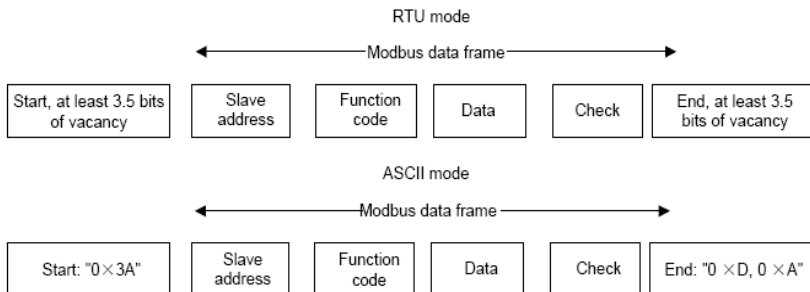 RTU mode
Modbus data frame
Start, at least 3.5 bits
of vacancy
Slave
address
Function
code
Data
Check
End, at least 3.5
bits of vacancy
ASCII mode
Modbus data frame
Start: "0×3A"
Slave
address
Function
code
Data
Check
End: "0 ×D, 0 ×A"